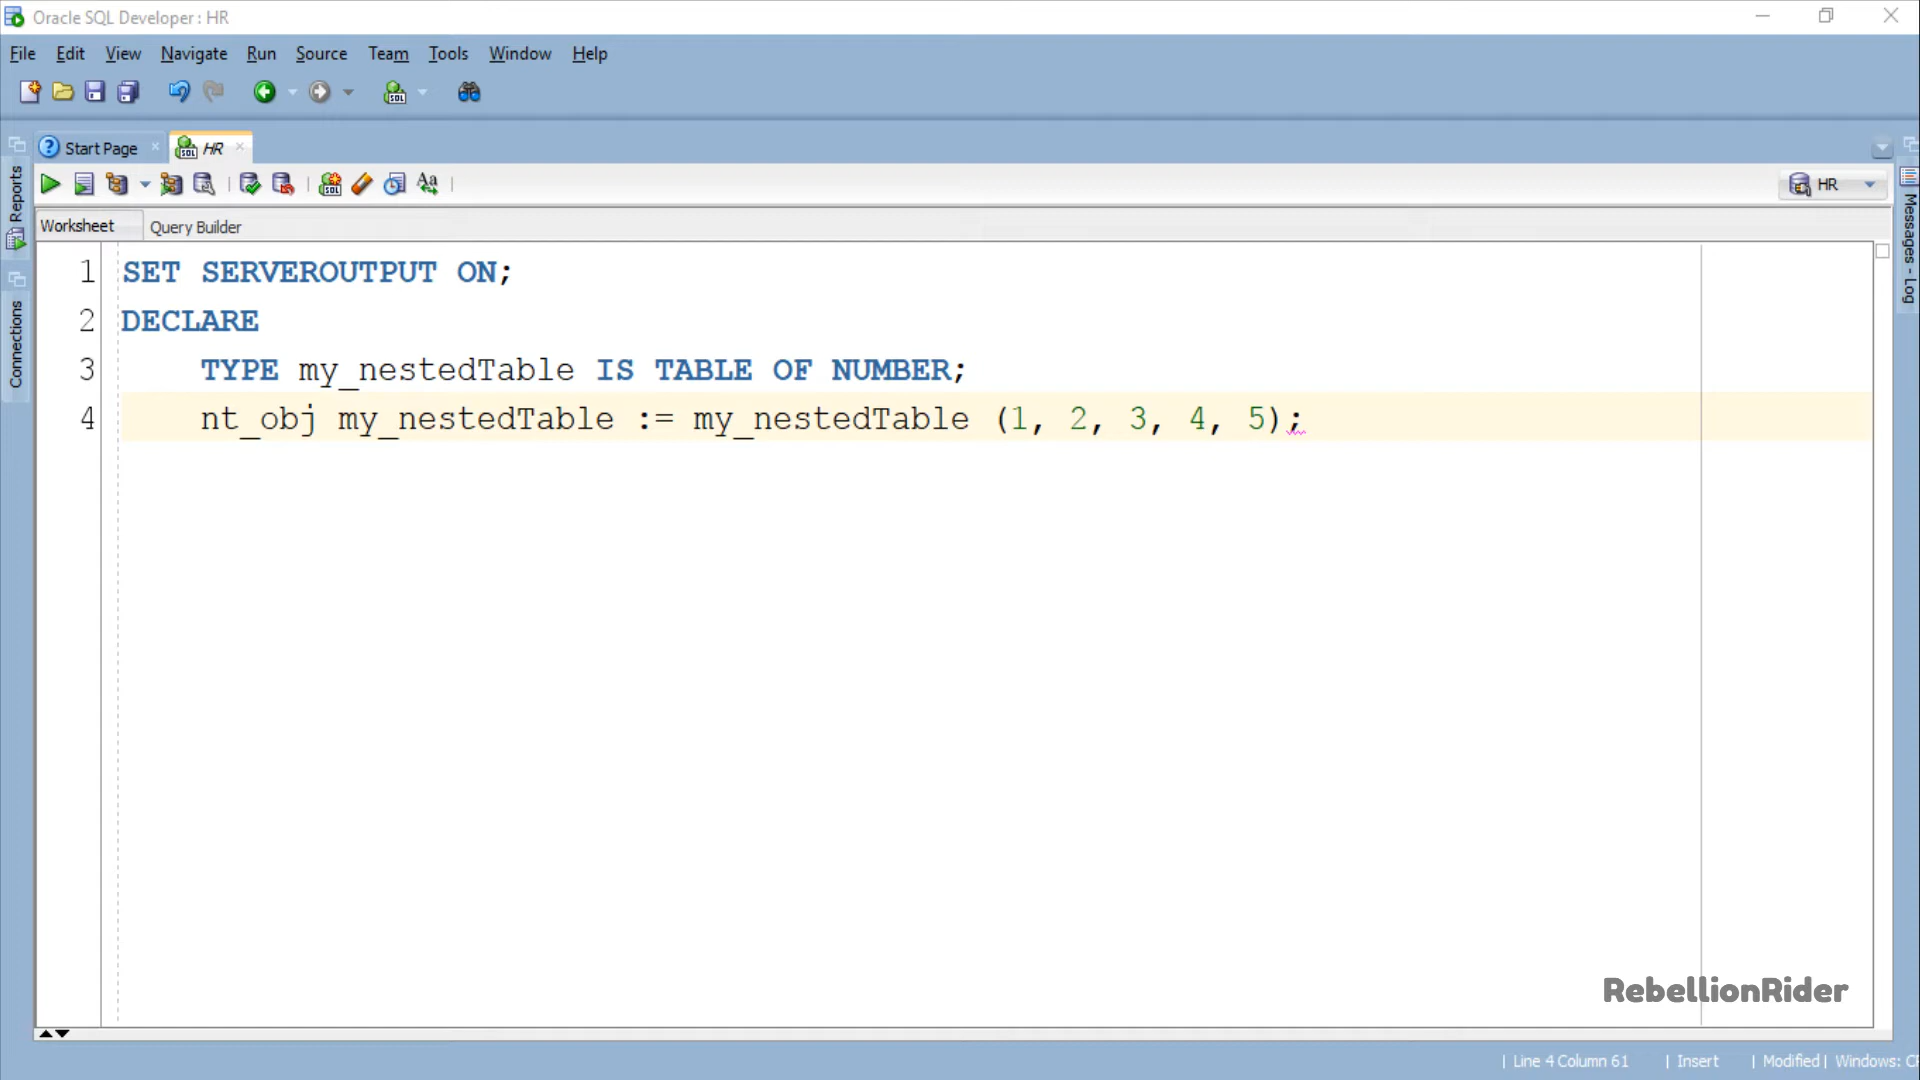 Oracle SQL Developer : HR
File Edit View Navigate Run Source Team Tools Window Help
Start Page HR
HR
Reports
Connections
Messages - Log
Worksheet Query Builder
1 SET SERVEROUTPUT ON;
2 DECLARE
3 TYPE my_nestedTable IS TABLE OF NUMBER;
4 nt_obj my_nestedTable := my_nestedTable (1, 2, 3, 4, 5);
RebellionRider
| Line 4 Column 61 | Insert | Modified | Windows: C